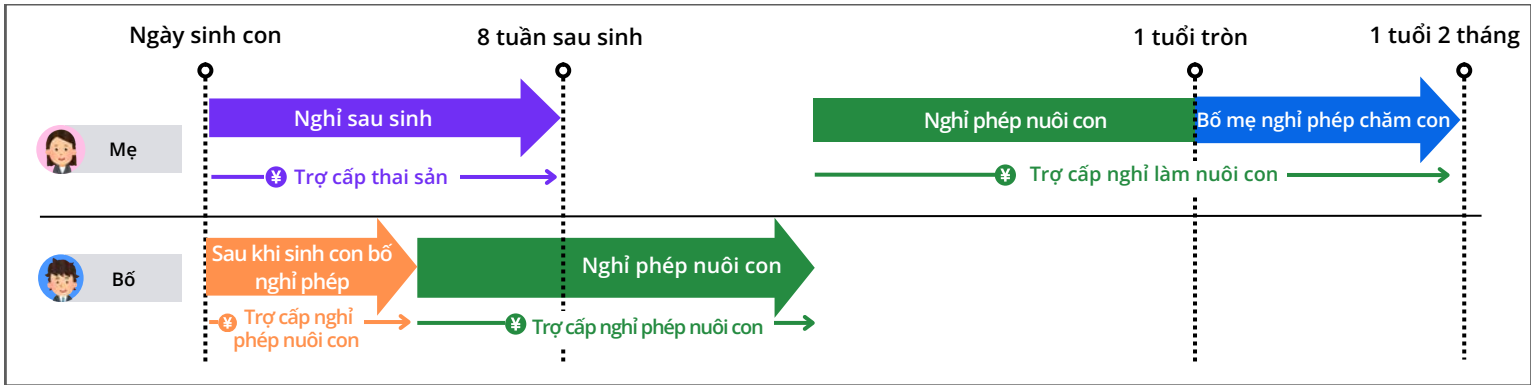 Ngày sinh con
8 tuần sau sinh
1 tuổi tròn
1 tuổi 2 tháng
Mẹ
Nghỉ sau sinh
Nghỉ phép nuôi con
Bố mẹ nghỉ phép chăm con
¥ Trợ cấp thai sản
¥ Trợ cấp nghỉ làm nuôi con
Bố
Sau khi sinh con bố
nghỉ phép
Nghỉ phép nuôi con
¥ Trợ cấp nghỉ
phép nuôi con
¥ Trợ cấp nghỉ phép nuôi con